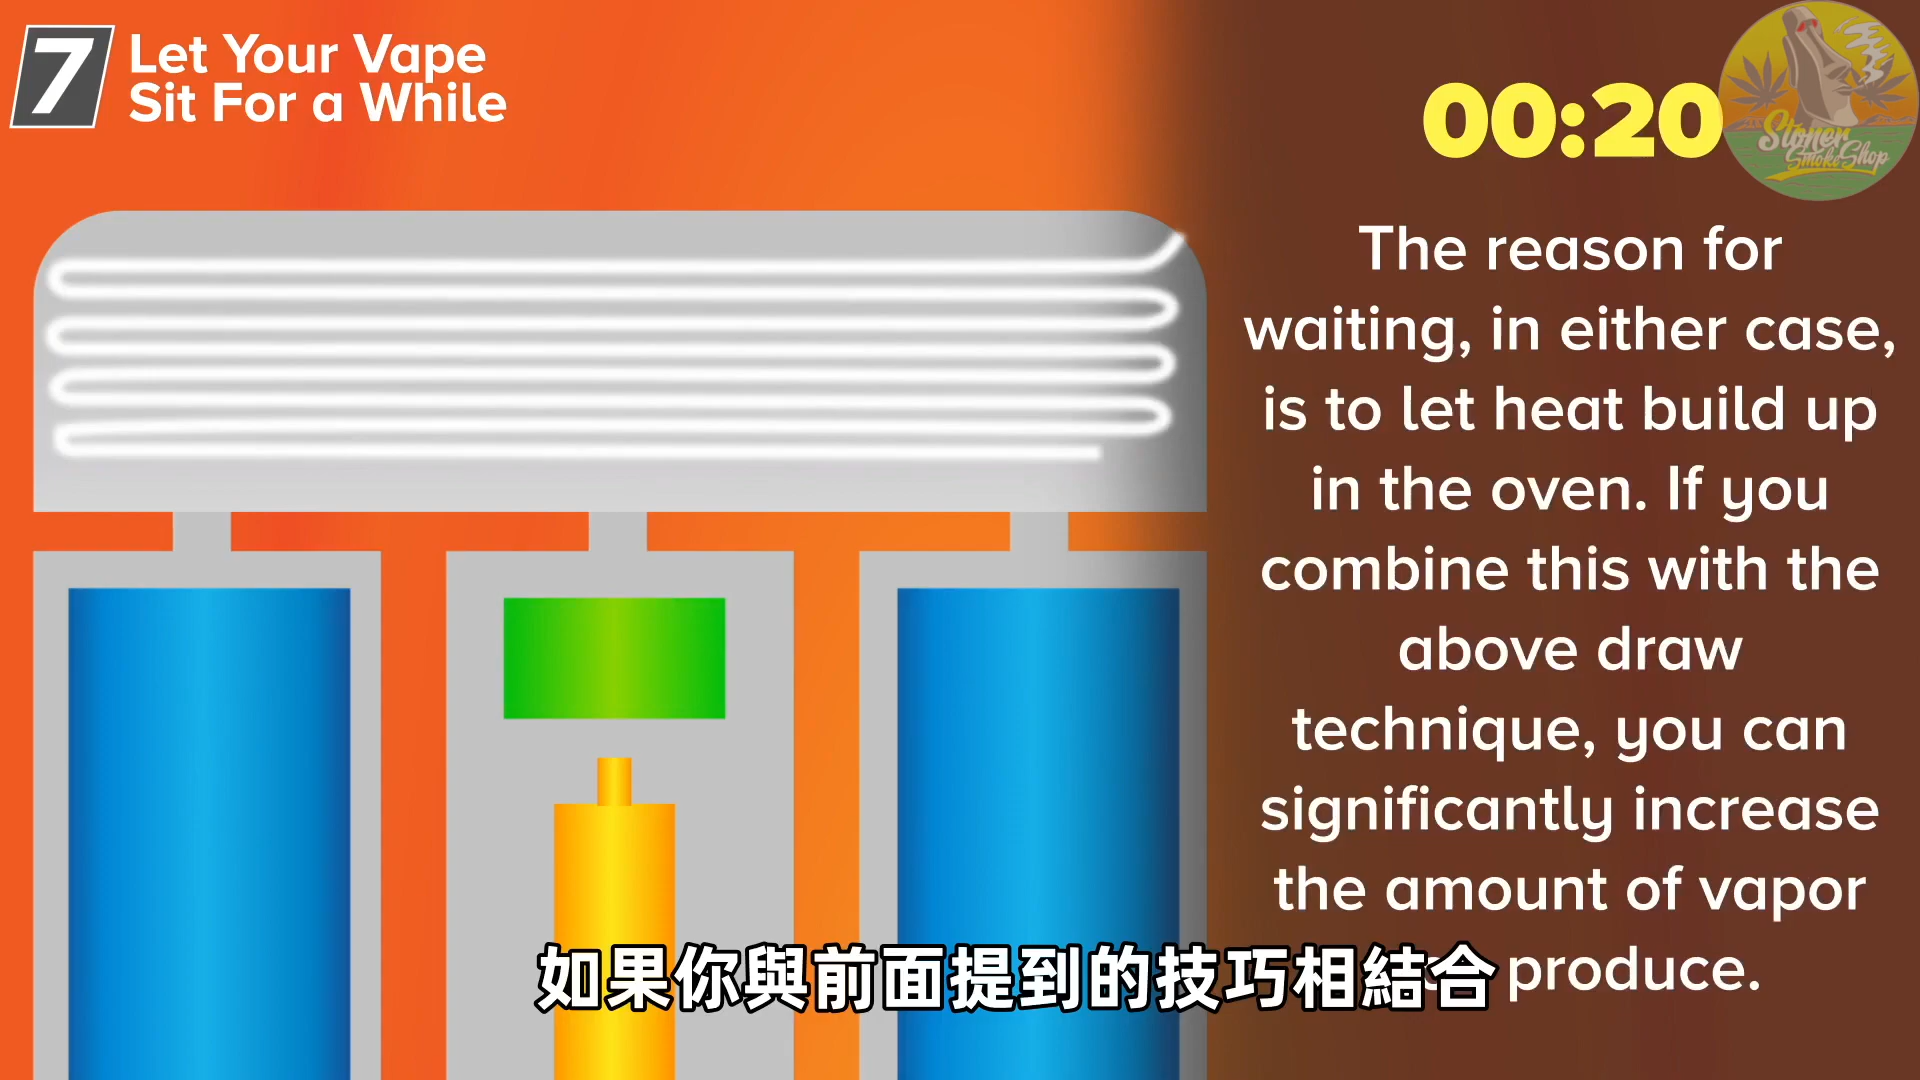 7
Let Your Vape
Sit For a While
00:20
Stoner
Smoke Shop
The reason for
waiting, in either case,
is to let heat build up
in the oven. If you
combine this with the
above draw
technique, you can
significantly increase
the amount of vapor
produce.
如果你與前面提到的技巧相結合